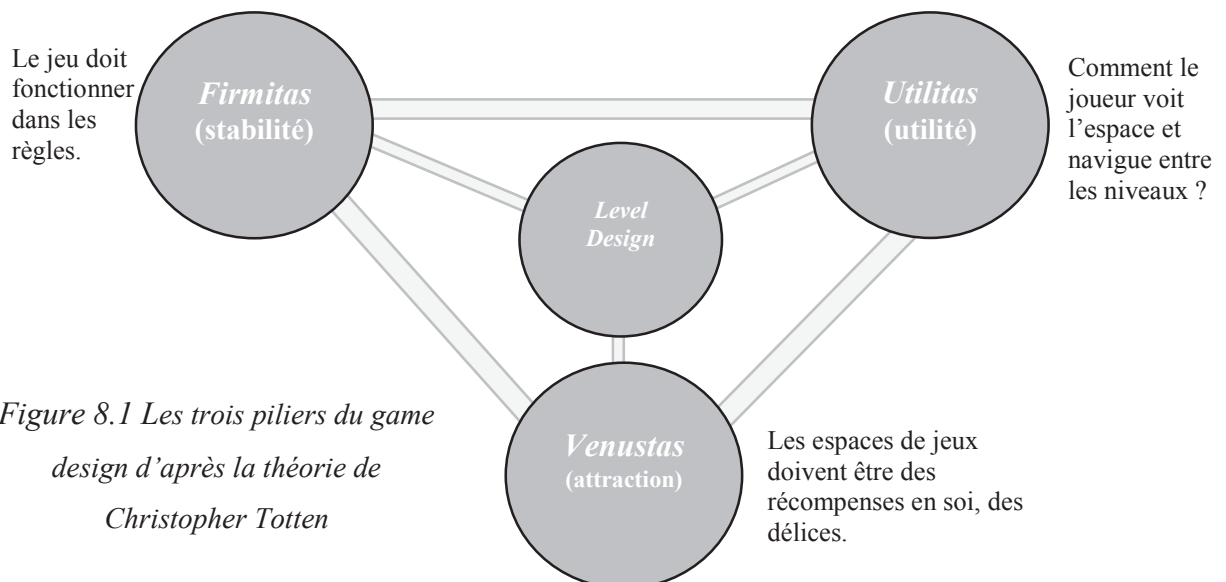 Le jeu doit
fonctionner
dans les
règles.
Firmitas
(stabilité)
Utilitas
(utilité)
Comment le
joueur voit
l’espace et
navigue entre
les niveaux ?
Level
Design
Venustas
(attraction)
Les espaces de jeux
doivent être des
récompenses en soi, des
délices.
Figure 8.1 Les trois piliers du game
design d’après la théorie de
Christopher Totten